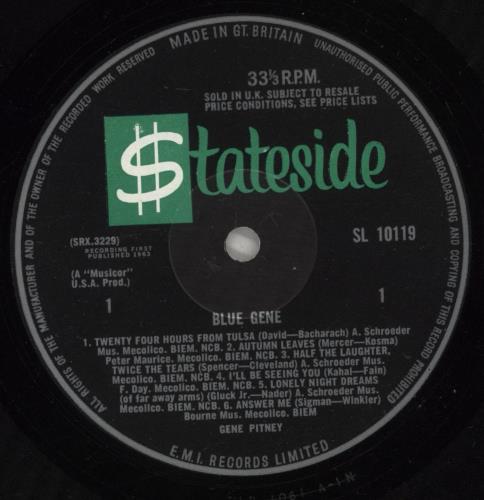 MADE IN GT. BRITAIN
ALL RIGHTS OF THE MANUFACTURER AND OF THE OWNER OF THE RECORDED WORK RESERVED
UNAUTHORISED PUBLIC PERFORMANCE BROADCASTING AND COPYING OF THIS RECORD PROHIBITED
33⅓ R.P.M.
SOLD IN U.K. SUBJECT TO RESALE
PRICE CONDITIONS, SEE PRICE LISTS
$tateside
(SRX.3229)
RECORDING FIRST
PUBLISHED 1963
SL 10119
(A "Musicor"
U.S.A. Prod.)
1
1
BLUE GENE
1. TWENTY FOUR HOURS FROM TULSA (David—Bacharach) A. Schroeder
Mus. Mecolico. BIEM. NCB. 2. AUTUMN LEAVES (Mercer—Kosma)
Peter Maurice. Mecolico. BIEM. NCB. 3. HALF THE LAUGHTER,
TWICE THE TEARS (Spencer—Cleveland) A. Schroeder Mus.
Mecolico. BIEM. NCB. 4. I'LL BE SEEING YOU (Kahal—Fain)
F. Day. Mecolico. BIEM. NCB. 5. LONELY NIGHT DREAMS
(of far away arms) (Gluck Jr.—Nader) A. Schroeder Mus.
Mecolico. BIEM. NCB. 6. ANSWER ME (Sigman—Winkler)
Bourne Mus. Mecolico. BIEM
GENE PITNEY
E.M.I. RECORDS LIMITED